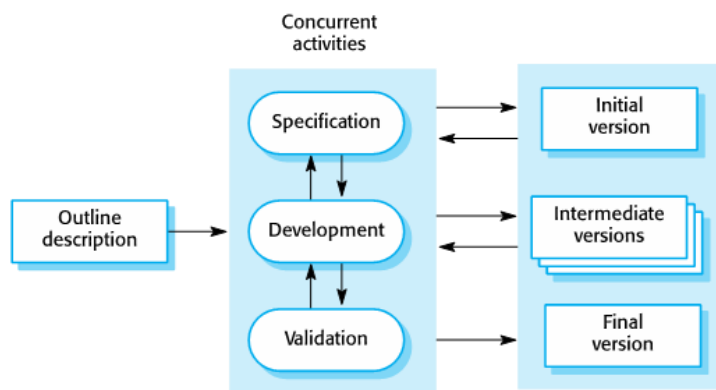 Concurrent
activities
Specification
Initial
version
Outline
description
Development
Intermediate
versions
Validation
Final
version